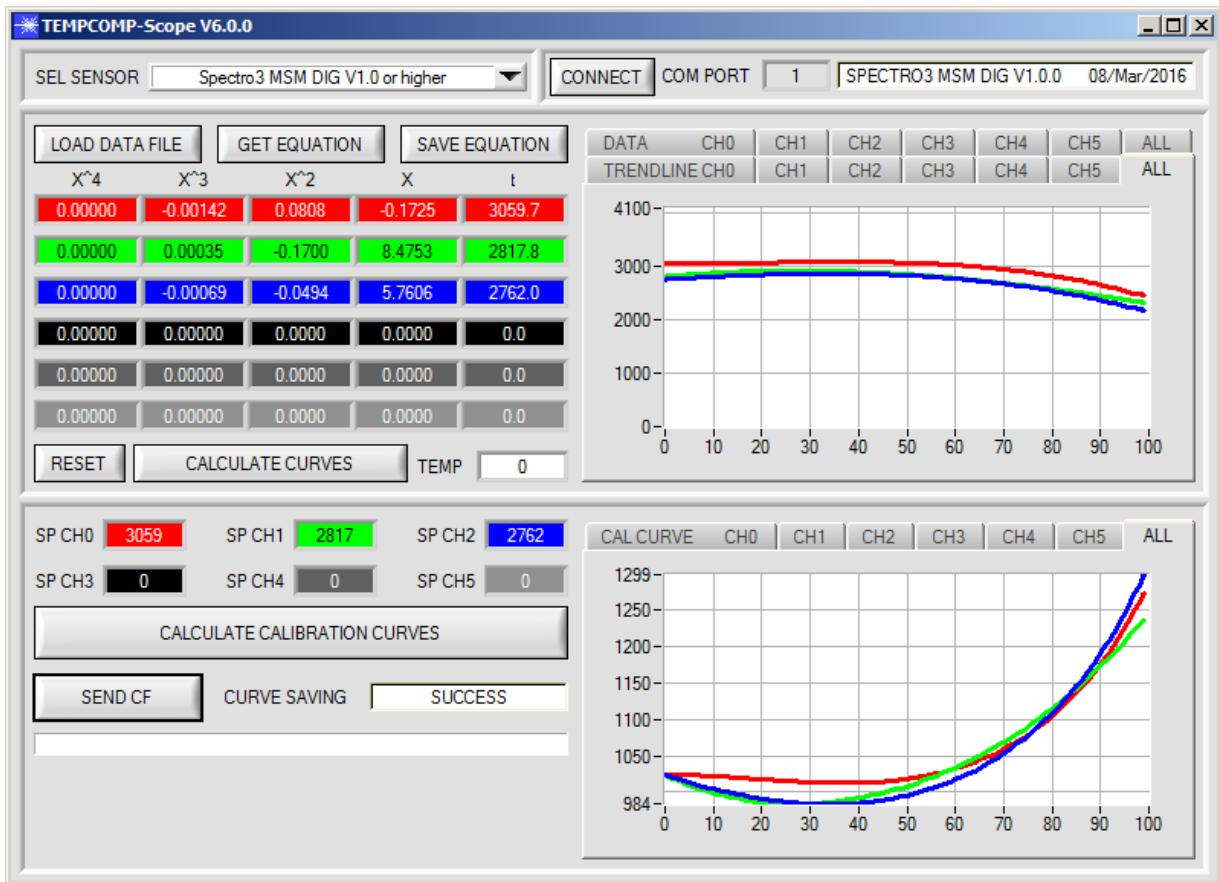 TEMPCOMP-Scope V6.0.0
SEL SENSOR Spectro3 MSM DIG V1.0 or higher
CONNECT COM PORT 1 SPECTRO3 MSM DIG V1.0.0 08/Mar/2016
LOAD DATA FILE GET EQUATION SAVE EQUATION
X^4 X^3 X^2 X t
0.00000 -0.00142 0.0808 -0.1725 3059.7
0.00000 0.00035 -0.1700 8.4753 2817.8
0.00000 -0.00069 -0.0494 5.7606 2762.0
0.00000 0.00000 0.0000 0.0000 0.0
0.00000 0.00000 0.0000 0.0000 0.0
0.00000 0.00000 0.0000 0.0000 0.0
RESET CALCULATE CURVES TEMP 0
DATA CH0 CH1 CH2 CH3 CH4 CH5 ALL
TRENDLINE CH0 CH1 CH2 CH3 CH4 CH5 ALL
4100
3000
2000
1000
0
0 10 20 30 40 50 60 70 80 90 100
SP CH0 3059 SP CH1 2817 SP CH2 2762
SP CH3 0 SP CH4 0 SP CH5 0
CALCULATE CALIBRATION CURVES
SEND CF CURVE SAVING SUCCESS
CAL CURVE CH0 CH1 CH2 CH3 CH4 CH5 ALL
1299
1250
1200
1150
1100
1050
984
0 10 20 30 40 50 60 70 80 90 100